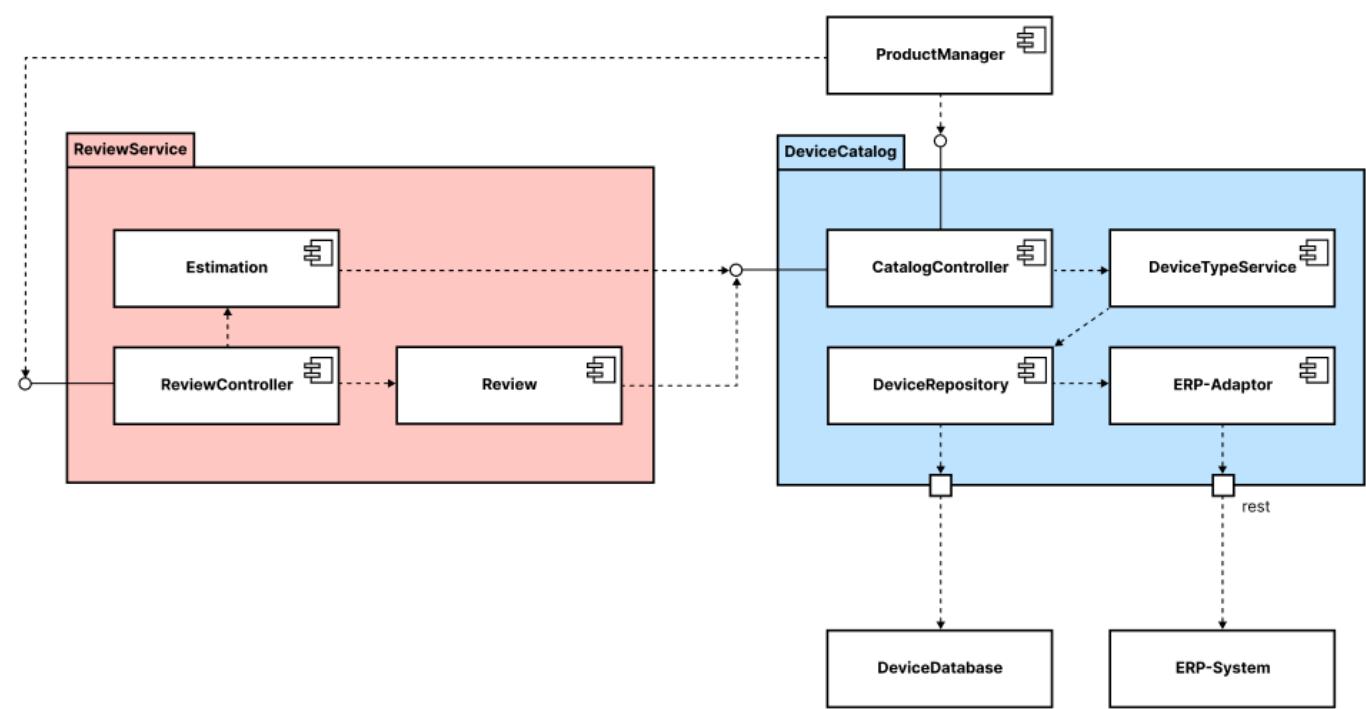 ProductManager
ReviewService
DeviceCatalog
Estimation
CatalogController
DeviceTypeService
ReviewController
Review
DeviceRepository
ERP-Adaptor
rest
DeviceDatabase
ERP-System